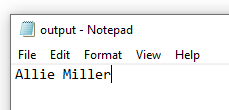 output - Notepad
File Edit Format View Help
Allie Miller